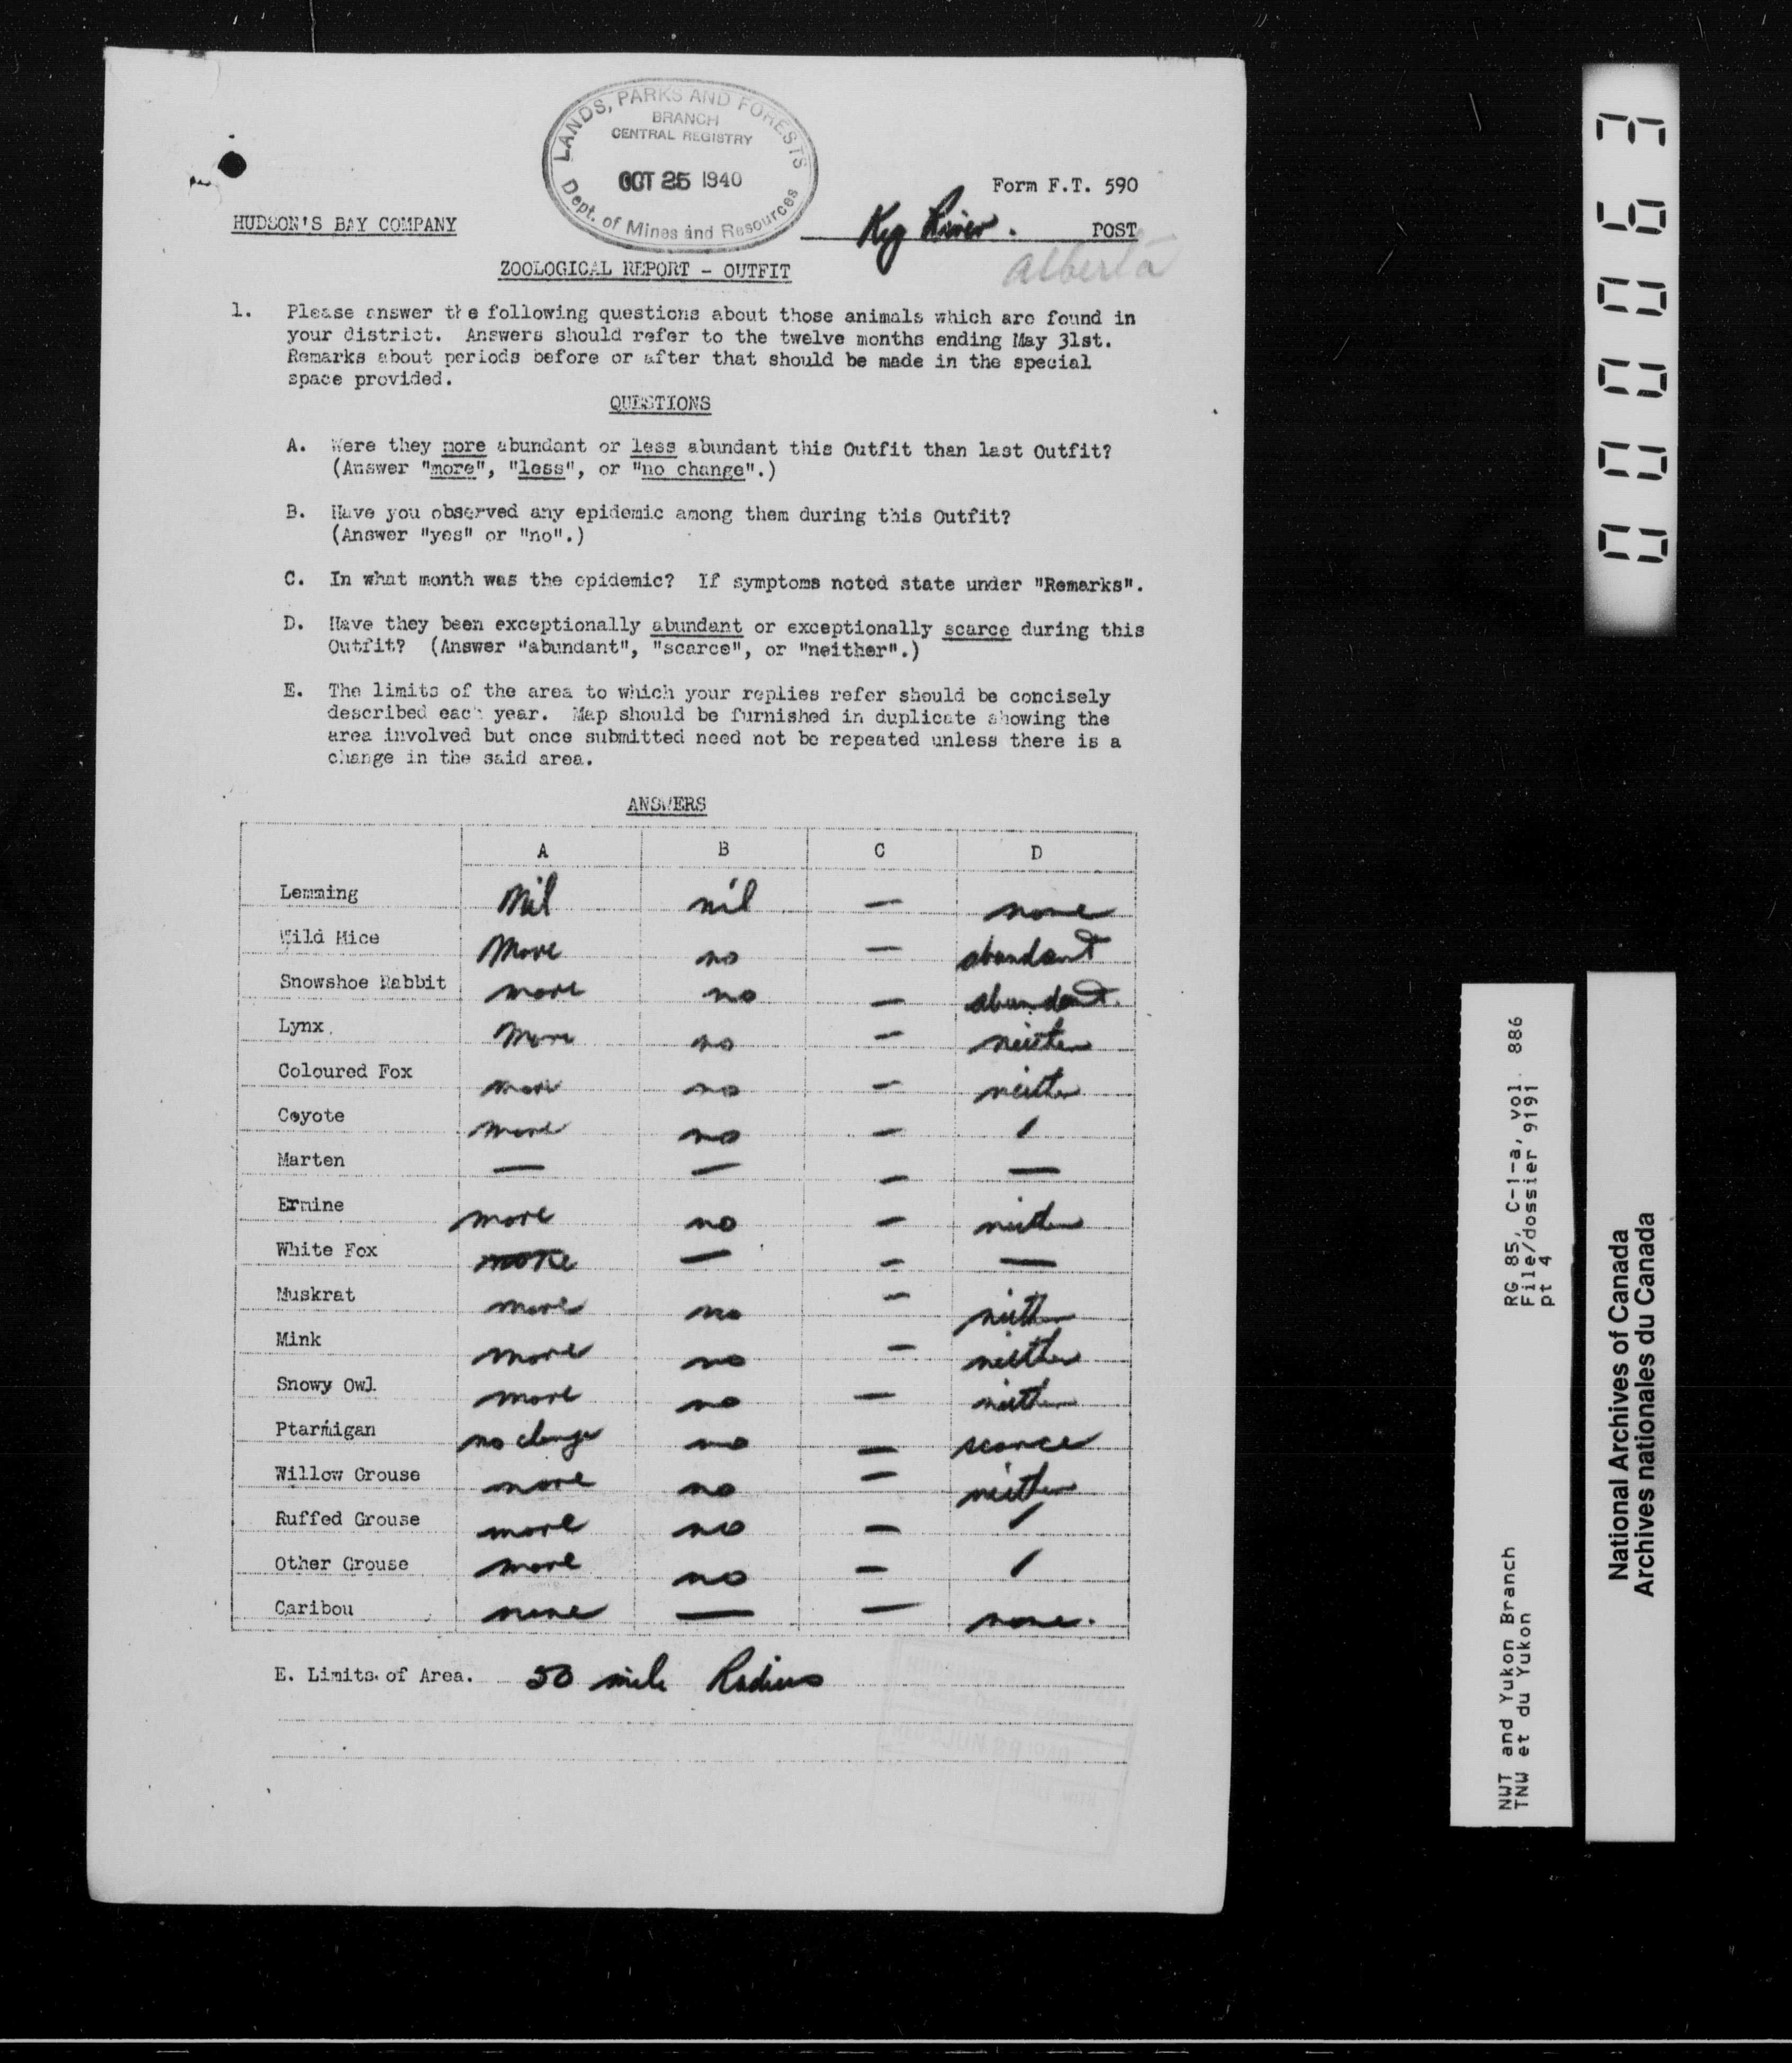 LANDS, PARKS AND FORESTS
BRANCH
CENTRAL REGISTRY
OCT 25 1940
Dept. of Mines and Resources
Form F.T. 590
HUDSON'S BAY COMPANY
Keg River. POST
Alberta
ZOOLOGICAL REPORT - OUTFIT
1. Please answer the following questions about those animals which are found in
your district. Answers should refer to the twelve months ending May 31st.
Remarks about periods before or after that should be made in the special
space provided.
QUESTIONS
A. Were they more abundant or less abundant this Outfit than last Outfit?
(Answer "more", "less", or "no change".)
B. Have you observed any epidemic among them during this Outfit?
(Answer "yes" or "no".)
C. In what month was the epidemic? If symptoms noted state under "Remarks".
D. Have they been exceptionally abundant or exceptionally scarce during this
Outfit? (Answer "abundant", "scarce", or "neither".)
E. The limits of the area to which your replies refer should be concisely
described each year. Map should be furnished in duplicate showing the
area involved but once submitted need not be repeated unless there is a
change in the said area.
ANSWERS
A B C D
Lemming Nil nil — none
Wild Mice More no — abundant
Snowshoe Rabbit more no — abundant.
Lynx More no — neither
Coloured Fox more no — neither
Coyote more no — /
Marten — — — —
Ermine more no — neither
White Fox more — — —
Muskrat more no — neither
Mink more no — neither
Snowy Owl more no — neither
Ptarmigan no change no — scarce
Willow Grouse more no — neither
Ruffed Grouse more no — /
Other Grouse more no — /
Caribou none — — none.
E. Limits of Area. 50 mile Radius
000063
RG 85, C-1-a, vol. 886
File/dossier 9191
pt 4
NWT and Yukon Branch
TNW et du Yukon
National Archives of Canada
Archives nationales du Canada